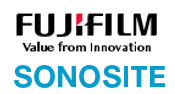 FUJIFILM
Value from Innovation
SONOSITE